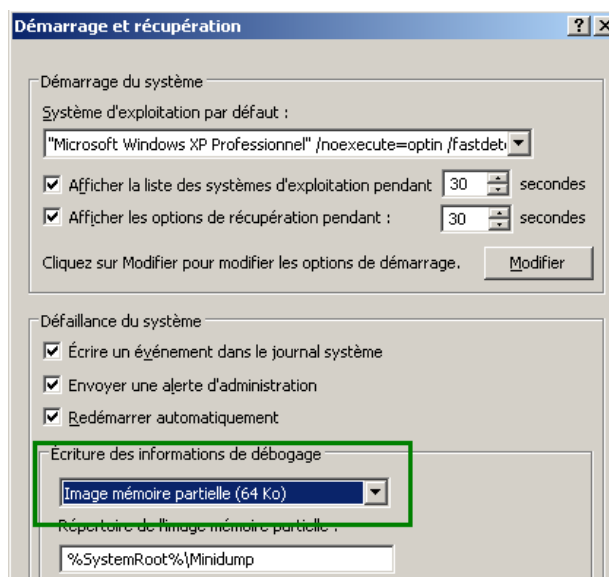 Démarrage et récupération
Démarrage du système
Système d'exploitation par défaut :
"Microsoft Windows XP Professionnel" /noexecute=optin /fastdet
Afficher la liste des systèmes d'exploitation pendant 30 secondes
Afficher les options de récupération pendant : 30 secondes
Cliquez sur Modifier pour modifier les options de démarrage. Modifier
Défaillance du système
Écrire un événement dans le journal système
Envoyer une alerte d'administration
Redémarrer automatiquement
Écriture des informations de débogage
Image mémoire partielle (64 Ko)
Répertoire de l'image mémoire partielle :
%SystemRoot%\Minidump